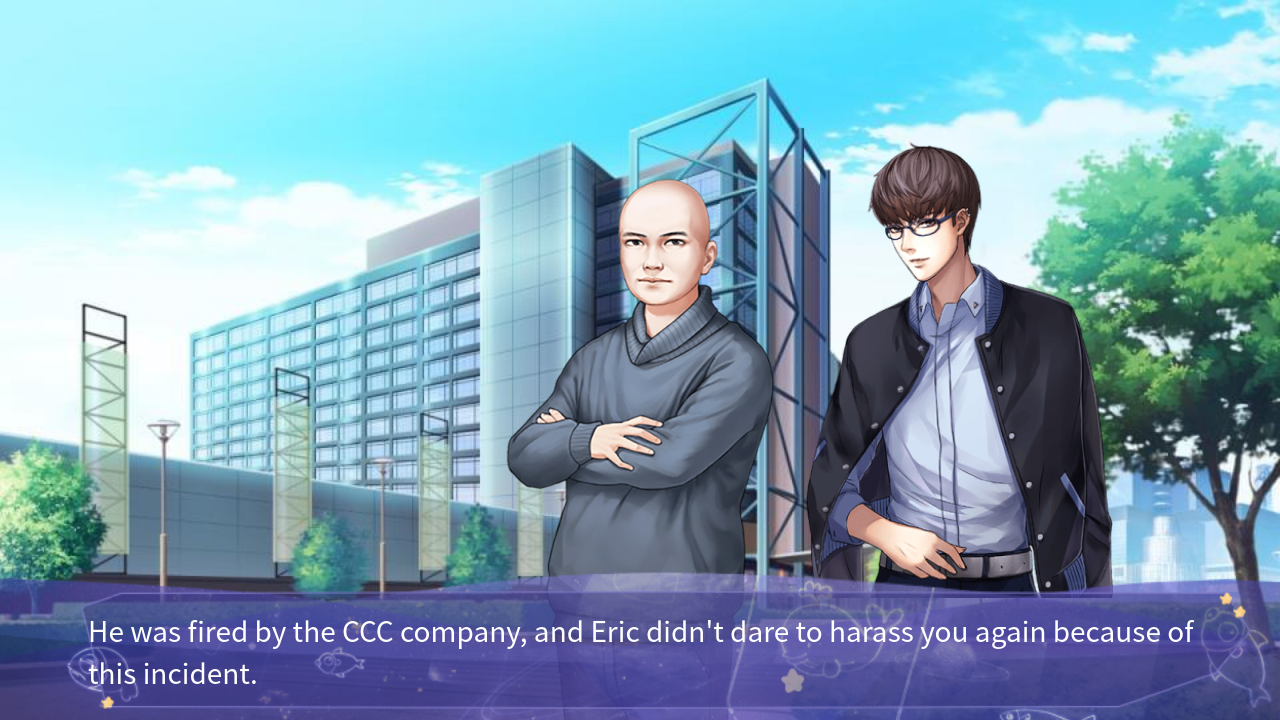 He was fired by the CCC company, and Eric didn't dare to harass you again because of
this incident.